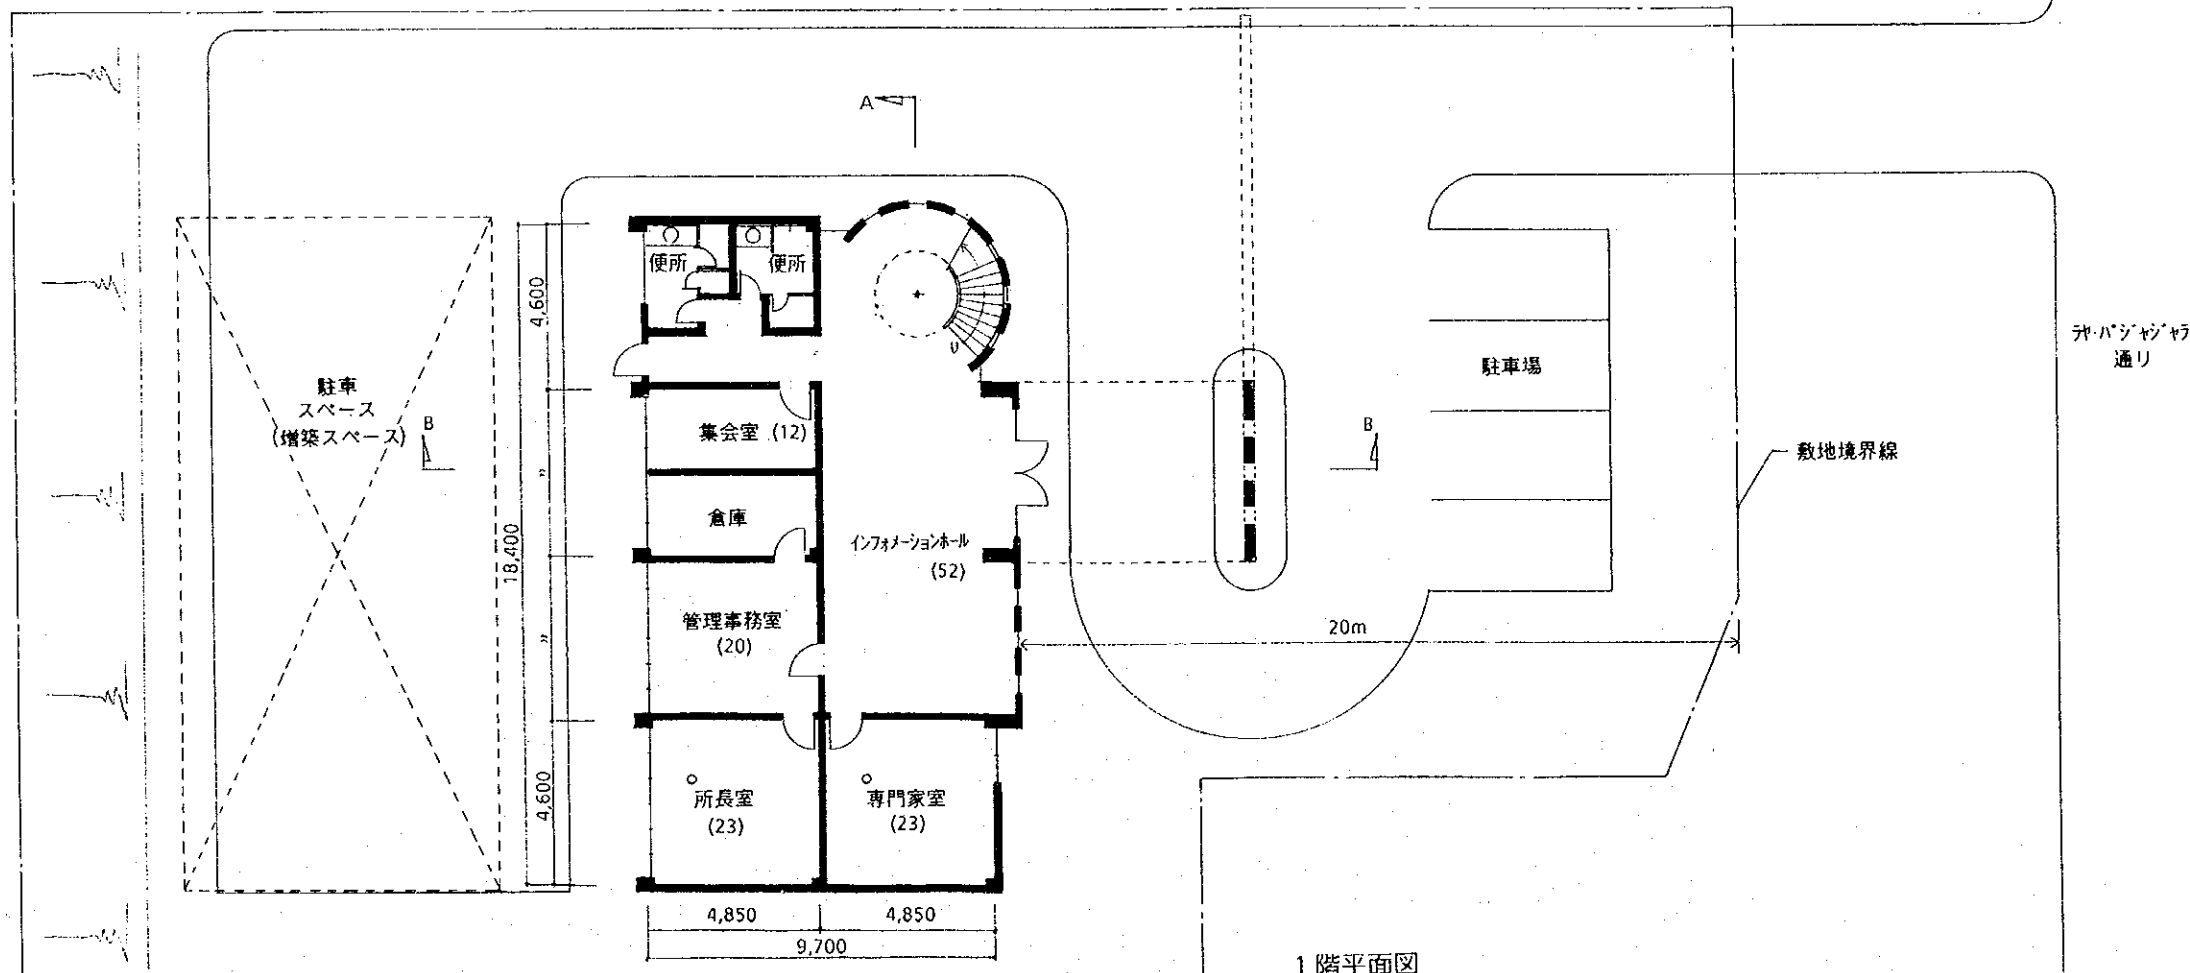 A
便所
便所
4,600
駐車
スペース
(増築スペース)
B
集会室 (12)
〃
倉庫
18,400
インフォメーションホール
(52)
管理事務室
(20)
〃
所長室
(23)
専門家室
(23)
4,600
4,850
4,850
9,700
U
B
駐車場
ラヤ・パジャジャラ
通り
敷地境界線
20m
1階平面図